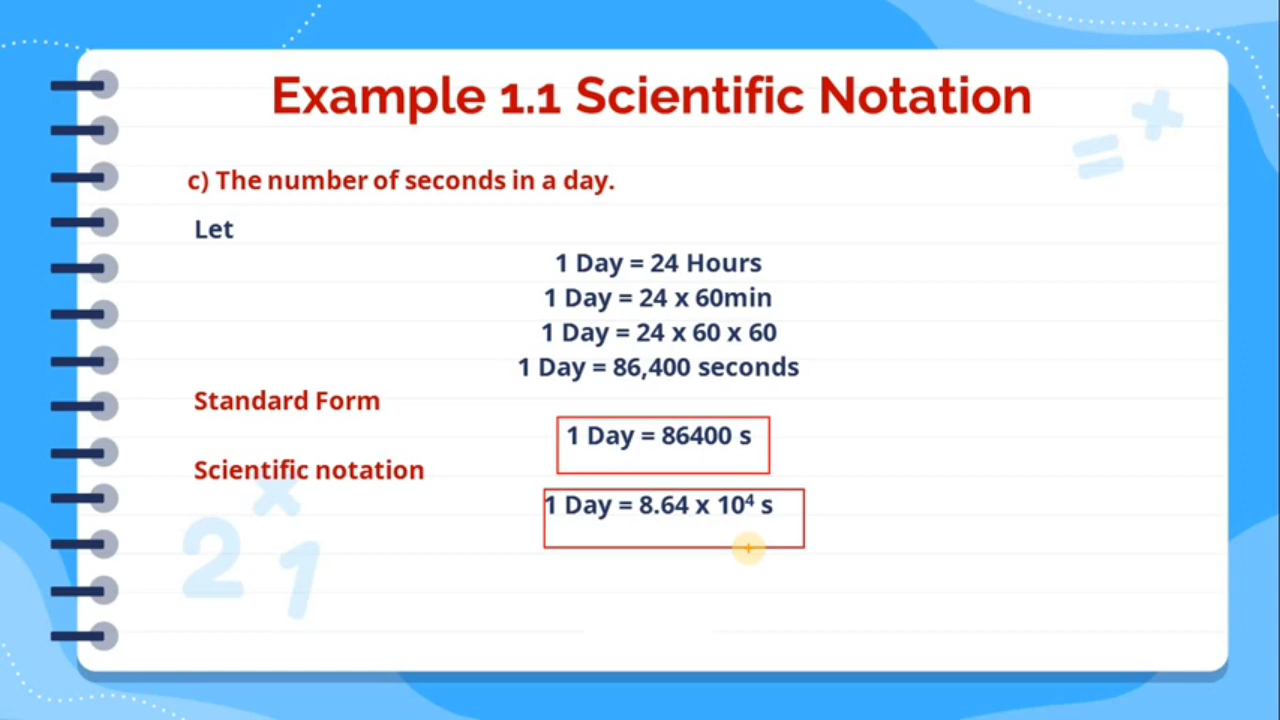 Example 1.1 Scientific Notation
c) The number of seconds in a day.
Let
1 Day = 24 Hours
1 Day = 24 x 60min
1 Day = 24 x 60 x 60
1 Day = 86,400 seconds
Standard Form
1 Day = 86400 s
Scientific notation
1 Day = 8.64 x 10⁴ s
=
x
x
2 1